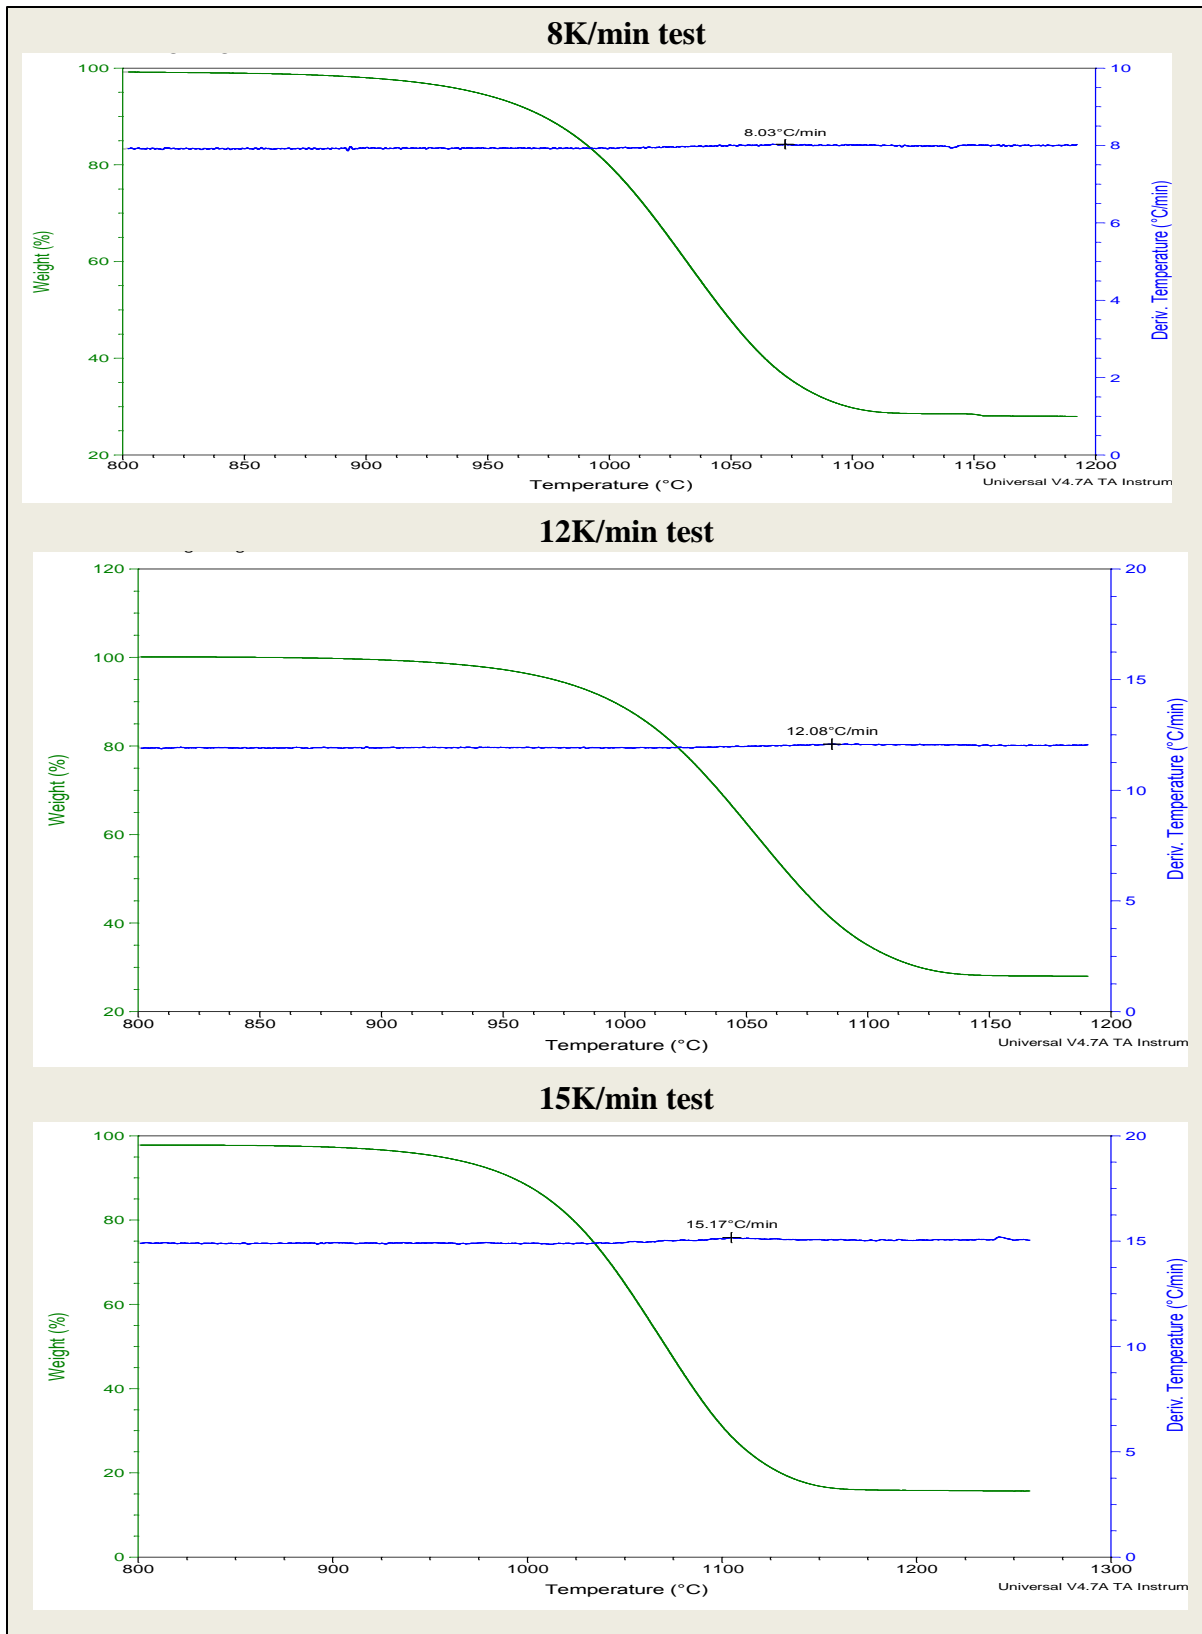 8K/min test
100
80
60
40
20
Weight (%)
8.03°C/min
10
8
6
4
2
0
Deriv. Temperature (°C/min)
800 850 900 950 1000 1050 1100 1150 1200
Temperature (°C)
Universal V4.7A TA Instrum
12K/min test
120
100
80
60
40
20
Weight (%)
12.08°C/min
20
15
10
5
0
Deriv. Temperature (°C/min)
800 850 900 950 1000 1050 1100 1150 1200
Temperature (°C)
Universal V4.7A TA Instrum
15K/min test
100
80
60
40
20
0
Weight (%)
15.17°C/min
20
15
10
5
0
Deriv. Temperature (°C/min)
800 900 1000 1100 1200 1300
Temperature (°C)
Universal V4.7A TA Instrum